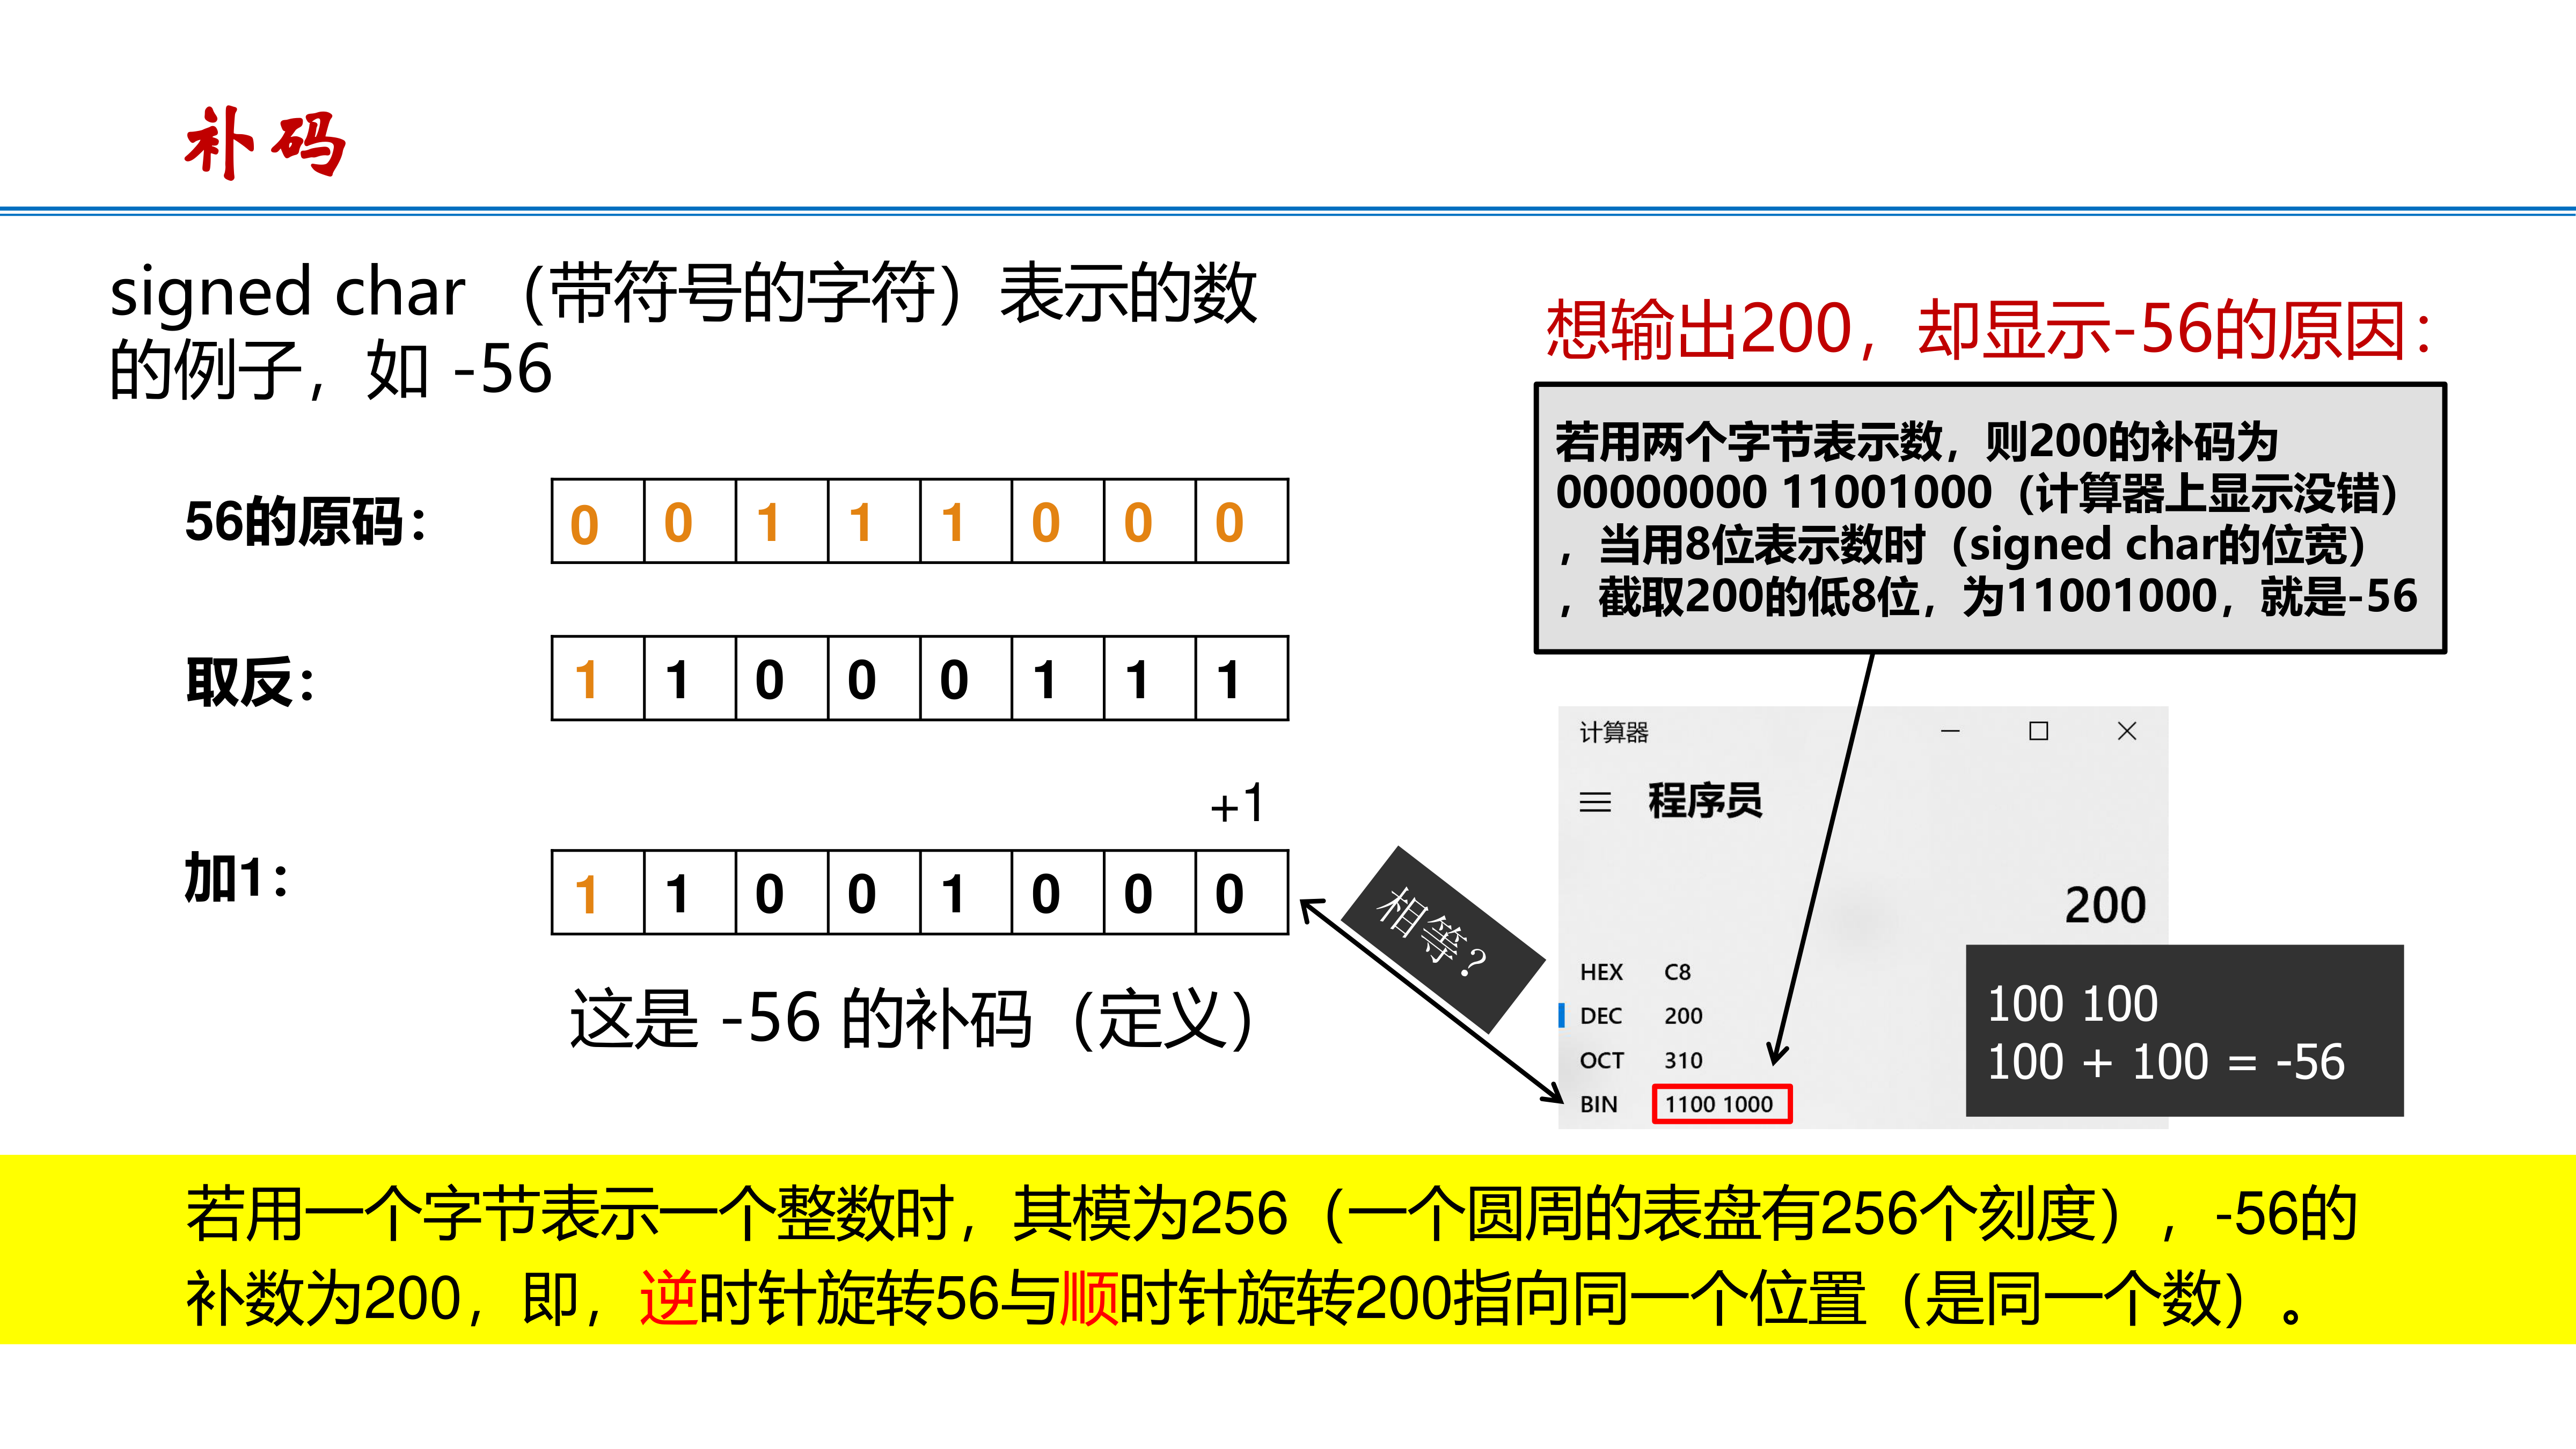 补码
signed char （带符号的字符）表示的数
的例子，如 -56
56的原码：
0 0 1 1 1 0 0 0
取反：
1 1 0 0 0 1 1 1
+1
加1：
1 1 0 0 1 0 0 0
这是 -56 的补码（定义）
相等？
想输出200，却显示-56的原因：
若用两个字节表示数，则200的补码为
00000000 11001000（计算器上显示没错）
，当用8位表示数时（signed char的位宽）
，截取200的低8位，为11001000，就是-56
计算器
程序员
200
HEX C8
DEC 200
OCT 310
BIN 1100 1000
100 100
100 + 100 = -56
若用一个字节表示一个整数时，其模为256（一个圆周的表盘有256个刻度），-56的
补数为200，即，逆时针旋转56与顺时针旋转200指向同一个位置（是同一个数）。